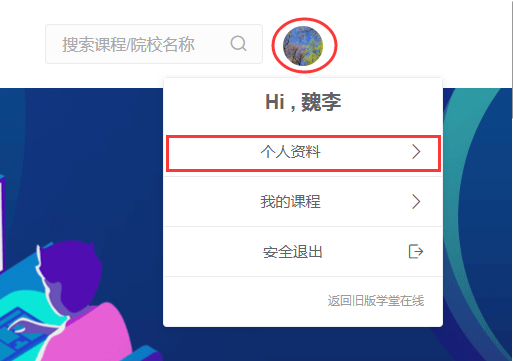 搜索课程/院校名称
Hi , 魏李
个人资料
我的课程
安全退出
返回旧版学堂在线